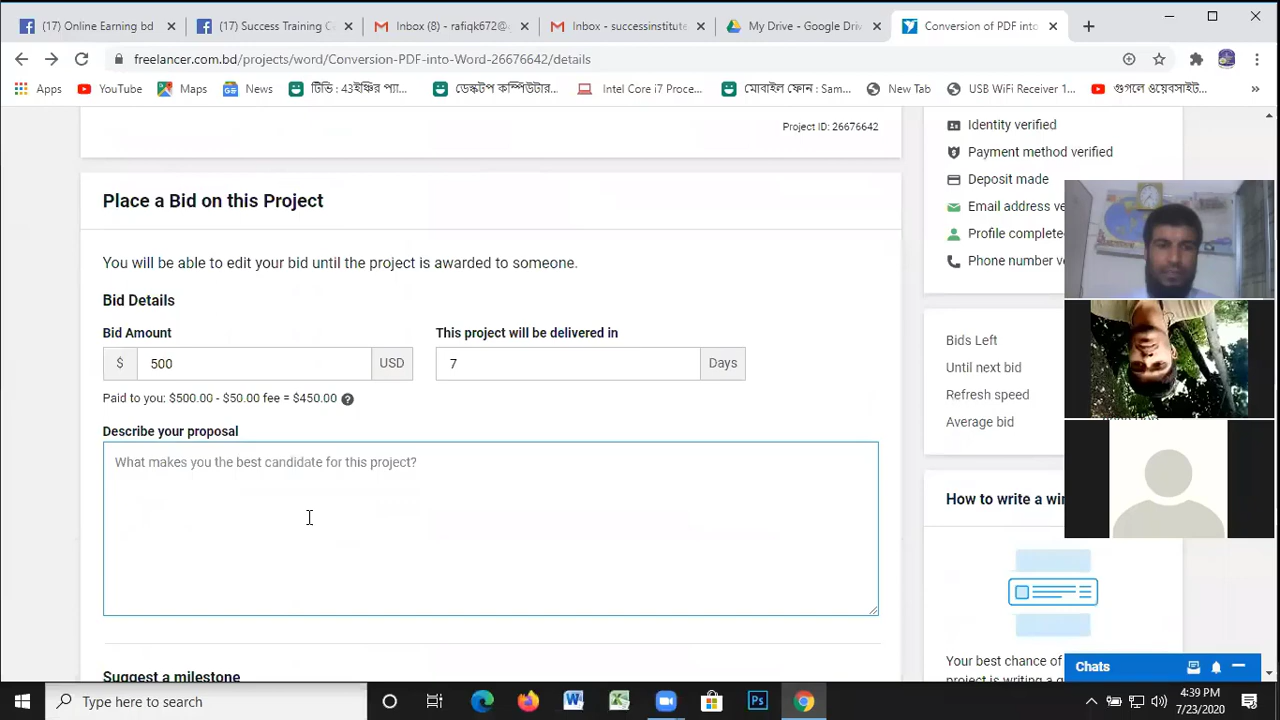 (17) Online Earning bd
(17) Success Training C
Inbox (8) - rafiqk672@
Inbox - successinstitute
My Drive - Google Driv
Conversion of PDF into
freelancer.com.bd/projects/word/Conversion-PDF-into-Word-26676642/details
Apps
YouTube
Maps
News
টিভি : 43ইঞ্চির প্যা...
ডেস্কটপ কম্পিউটার...
Intel Core i7 Proce...
মোবাইল ফোন : Sam...
New Tab
USB WiFi Receiver 1...
গুগলে ওয়েবসাইট...
»
Project ID: 26676642
Place a Bid on this Project
You will be able to edit your bid until the project is awarded to someone.
Bid Details
Bid Amount
This project will be delivered in
$ 500 USD
7 Days
Paid to you: $500.00 - $50.00 fee = $450.00
Describe your proposal
What makes you the best candidate for this project?
Suggest a milestone
Identity verified
Payment method verified
Deposit made
Email address ve
Profile complete
Phone number v
Bids Left
Until next bid
Refresh speed
Average bid
How to write a wi
Your best chance of
project is writing a g
Chats
Type here to search
4:39 PM
7/23/2020